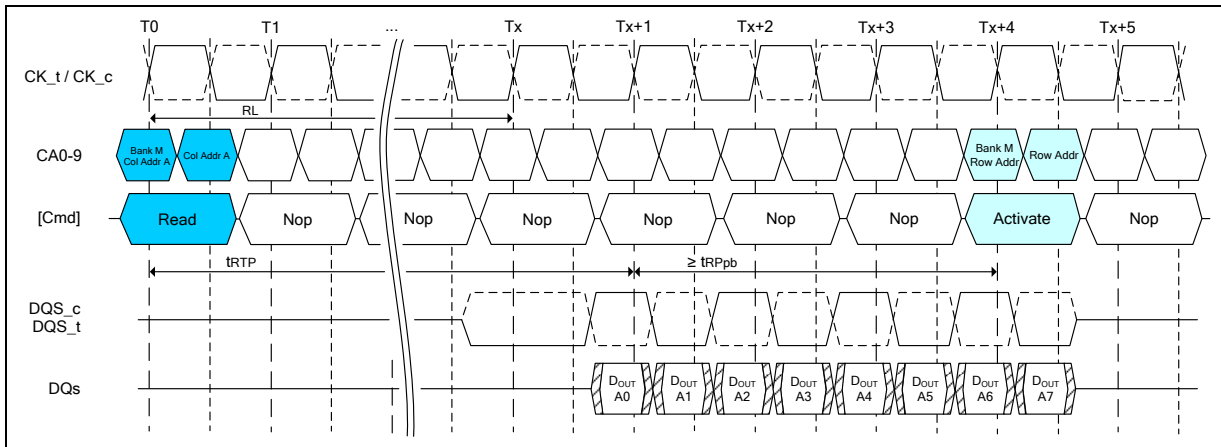 T0 T1 ... Tx Tx+1 Tx+2 Tx+3 Tx+4 Tx+5
CK_t / CK_c
RL
CA0-9
Bank M
Col Addr A
Col Addr A
Bank M
Row Addr
Row Addr
[Cmd] Read Nop Nop Nop Nop Nop Nop Activate Nop
tRTP ≥ tRPpb
DQS_c
DQS_t
DQs
DOUT
A0
DOUT
A1
DOUT
A2
DOUT
A3
DOUT
A4
DOUT
A5
DOUT
A6
DOUT
A7